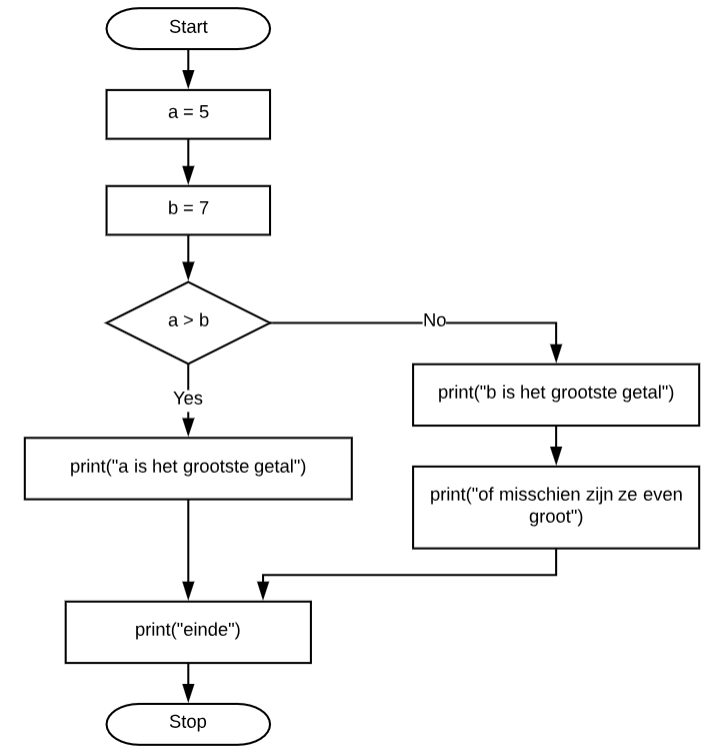 Start
a = 5
b = 7
a > b
No
Yes
print("b is het grootste getal")
print("a is het grootste getal")
print("of misschien zijn ze even
groot")
print("einde")
Stop